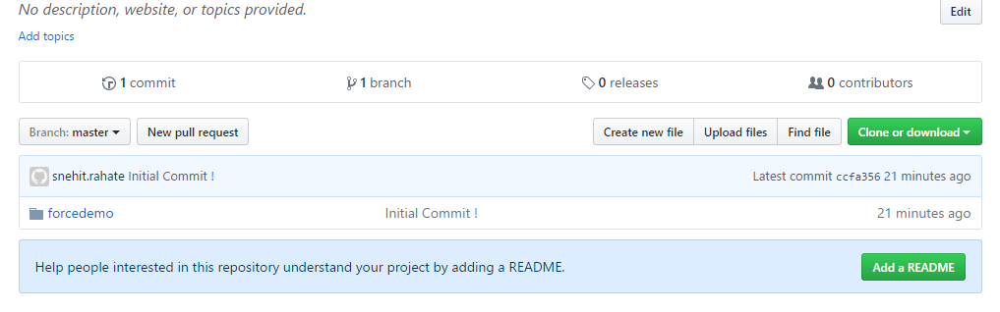 No description, website, or topics provided.
Edit
Add topics
1 commit
1 branch
0 releases
0 contributors
Branch: master
New pull request
Create new file
Upload files
Find file
Clone or download
snehit.rahate Initial Commit !
Latest commit ccfa356 21 minutes ago
forcedemo
Initial Commit !
21 minutes ago
Help people interested in this repository understand your project by adding a README.
Add a README